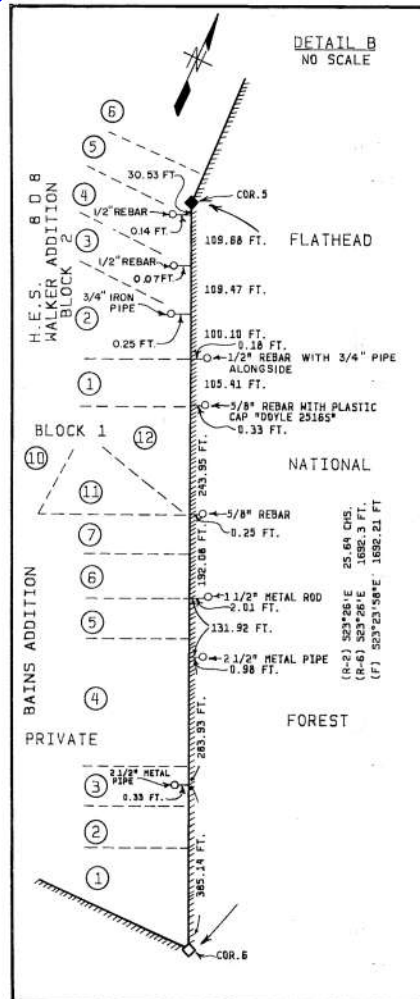 DETAIL B
NO SCALE
N
6
5
30.53 FT.
COR.5
4
1/2" REBAR
0.14 FT.
109.68 FT.
FLATHEAD
3
1/2" REBAR
0.07FT.
109.47 FT.
H.E.S. 8 D 8
WALKER ADDITION
BLOCK 2
3/4" IRON
PIPE
2
0.25 FT.
100.10 FT.
0.18 FT.
1/2" REBAR WITH 3/4" PIPE
ALONGSIDE
1
105.41 FT.
5/8" REBAR WITH PLASTIC
CAP "DOYLE 2516S"
0.33 FT.
BLOCK 1
12
10
243.95 FT.
NATIONAL
11
5/8" REBAR
0.25 FT.
7
192.08 FT.
6
1 1/2" METAL ROD
2.01 FT.
5
131.92 FT.
2 1/2" METAL PIPE
0.98 FT.
(R-2) S23°26'E 25.64 CHS.
(R-6) S23°26'E 1692.3 FT.
(F) S23°23'58"E 1692.21 FT
BAINS ADDITION
4
283.93 FT.
FOREST
PRIVATE
2 1/2" METAL
PIPE
3
0.33 FT.
2
385.14 FT.
1
COR.6